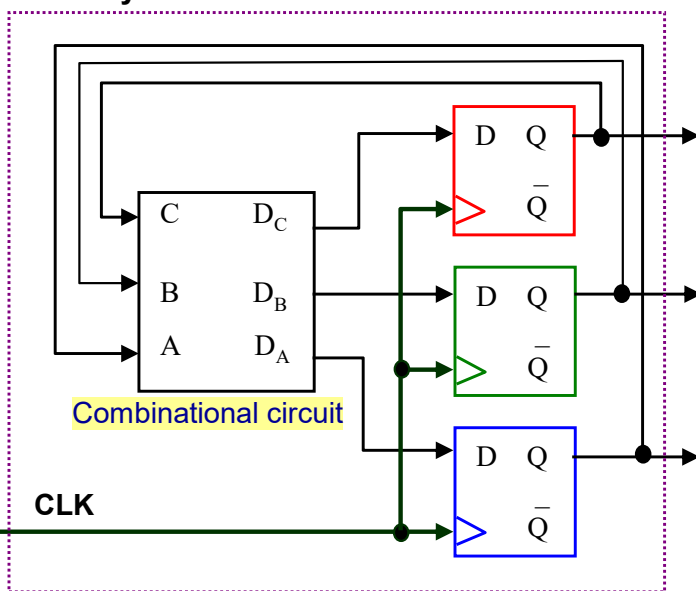 y
D Q
Q̄
C D_C
B D_B
A D_A
Combinational circuit
D Q
Q̄
D Q
Q̄
CLK